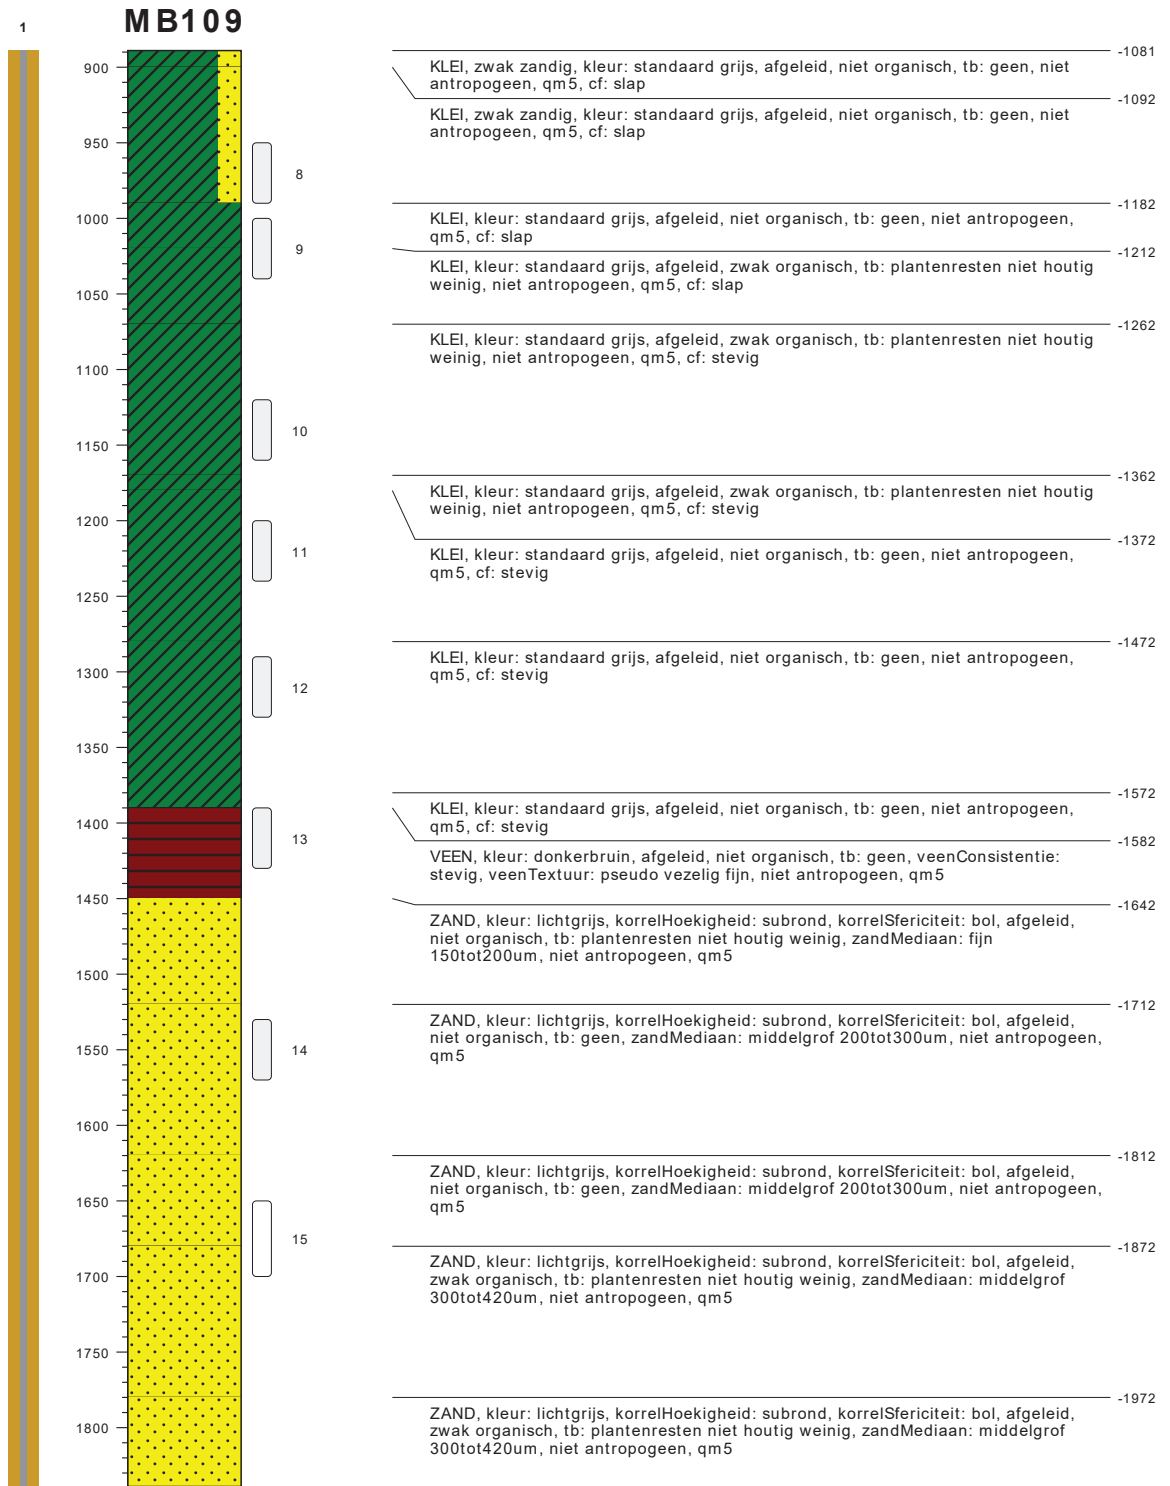 1
MB109
900
950
1000
1050
1100
1150
1200
1250
1300
1350
1400
1450
1500
1550
1600
1650
1700
1750
1800
8
9
10
11
12
13
14
15
-1081
KLEI, zwak zandig, kleur: standaard grijs, afgeleid, niet organisch, tb: geen, niet
antropogeen, qm5, cf: slap
-1092
KLEI, zwak zandig, kleur: standaard grijs, afgeleid, niet organisch, tb: geen, niet
antropogeen, qm5, cf: slap
-1182
KLEI, kleur: standaard grijs, afgeleid, niet organisch, tb: geen, niet antropogeen,
qm5, cf: slap
-1212
KLEI, kleur: standaard grijs, afgeleid, zwak organisch, tb: plantenresten niet houtig
weinig, niet antropogeen, qm5, cf: slap
-1262
KLEI, kleur: standaard grijs, afgeleid, zwak organisch, tb: plantenresten niet houtig
weinig, niet antropogeen, qm5, cf: stevig
-1362
KLEI, kleur: standaard grijs, afgeleid, zwak organisch, tb: plantenresten niet houtig
weinig, niet antropogeen, qm5, cf: stevig
-1372
KLEI, kleur: standaard grijs, afgeleid, niet organisch, tb: geen, niet antropogeen,
qm5, cf: stevig
-1472
KLEI, kleur: standaard grijs, afgeleid, niet organisch, tb: geen, niet antropogeen,
qm5, cf: stevig
-1572
KLEI, kleur: standaard grijs, afgeleid, niet organisch, tb: geen, niet antropogeen,
qm5, cf: stevig
-1582
VEEN, kleur: donkerbruin, afgeleid, niet organisch, tb: geen, veenConsistentie:
stevig, veenTextuur: pseudo vezelig fijn, niet antropogeen, qm5
-1642
ZAND, kleur: lichtgrijs, korrelHoekigheid: subrond, korrelSfericiteit: bol, afgeleid,
niet organisch, tb: plantenresten niet houtig weinig, zandMediaan: fijn
150tot200um, niet antropogeen, qm5
-1712
ZAND, kleur: lichtgrijs, korrelHoekigheid: subrond, korrelSfericiteit: bol, afgeleid,
niet organisch, tb: geen, zandMediaan: middelgrof 200tot300um, niet antropogeen,
qm5
-1812
ZAND, kleur: lichtgrijs, korrelHoekigheid: subrond, korrelSfericiteit: bol, afgeleid,
niet organisch, tb: geen, zandMediaan: middelgrof 200tot300um, niet antropogeen,
qm5
-1872
ZAND, kleur: lichtgrijs, korrelHoekigheid: subrond, korrelSfericiteit: bol, afgeleid,
zwak organisch, tb: plantenresten niet houtig weinig, zandMediaan: middelgrof
300tot420um, niet antropogeen, qm5
-1972
ZAND, kleur: lichtgrijs, korrelHoekigheid: subrond, korrelSfericiteit: bol, afgeleid,
zwak organisch, tb: plantenresten niet houtig weinig, zandMediaan: middelgrof
300tot420um, niet antropogeen, qm5